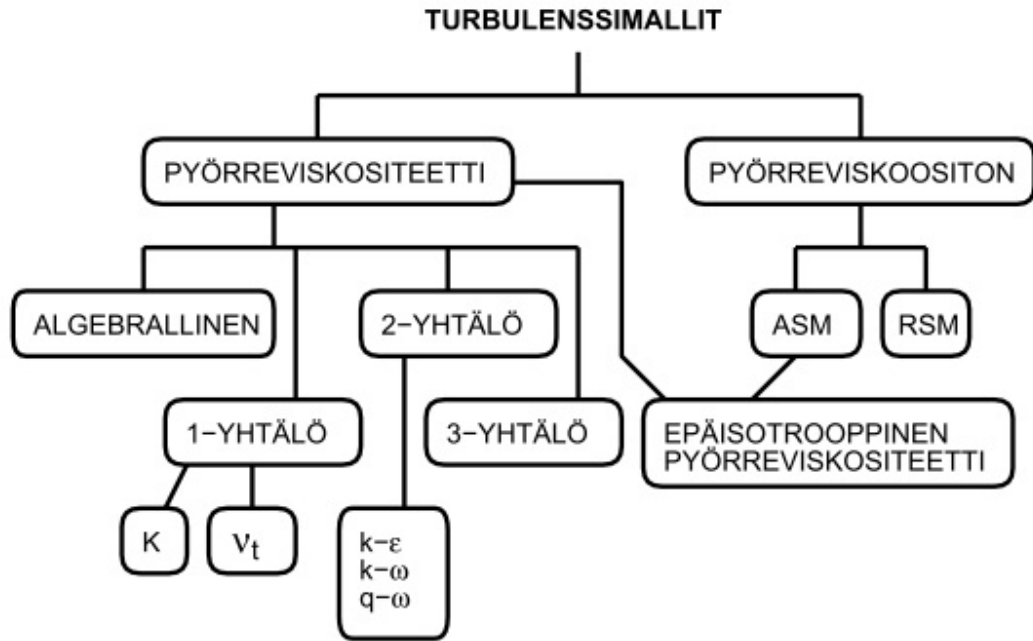 TURBULENSSIMALLIT
PYÖRREVISKOSITEETTI
PYÖRREVISKOOSITON
ALGEBRALLINEN
2−YHTÄLÖ
ASM
RSM
1−YHTÄLÖ
3−YHTÄLÖ
EPÄISOTROOPPINEN
PYÖRREVISKOSITEETTI
K
νt
k−ε
k−ω
q−ω